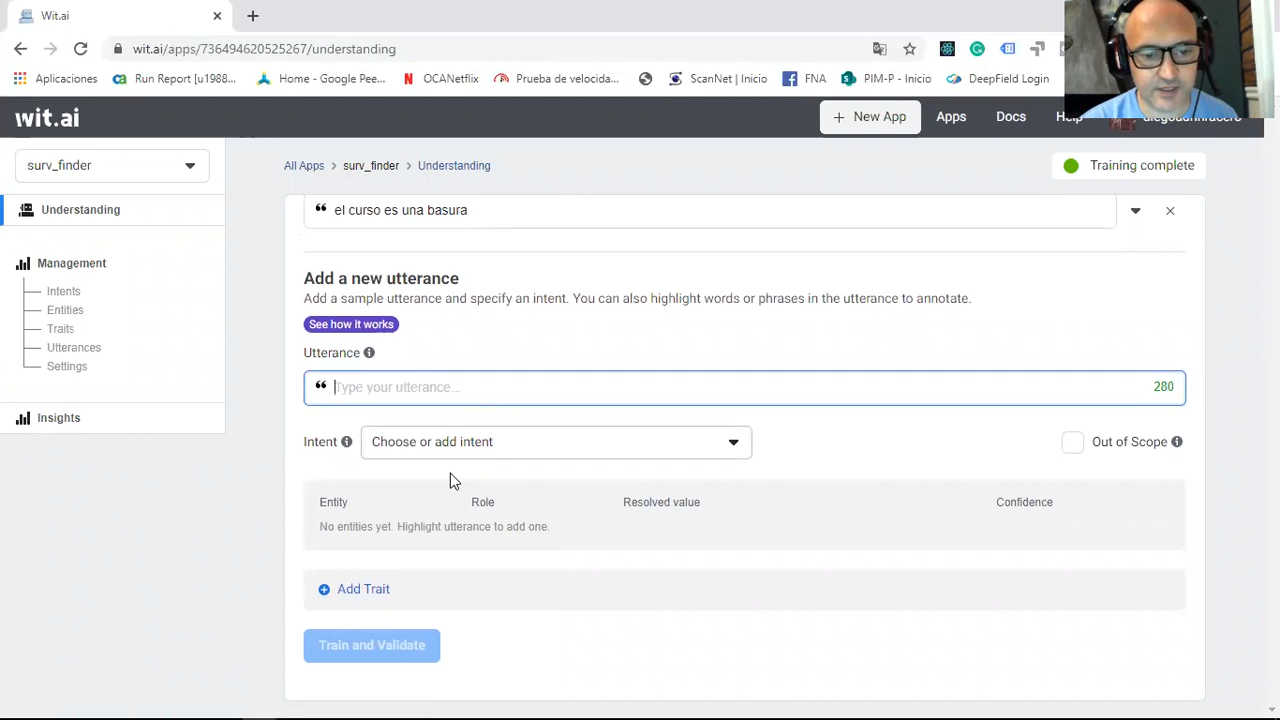 Wit.ai
wit.ai/apps/736494620525267/understanding
Aplicaciones
Run Report [u1988...
Home - Google Pee...
OCANetflix
Prueba de velocida...
ScanNet | Inicio
FNA
PIM-P - Inicio
DeepField Login
wit.ai
New App
Apps
Docs
surv_finder
All Apps > surv_finder > Understanding
Training complete
Understanding
Management
Intents
Entities
Traits
Utterances
Settings
Insights
“ el curso es una basura
Add a new utterance
Add a sample utterance and specify an intent. You can also highlight words or phrases in the utterance to annotate.
See how it works
Utterance
“ Type your utterance... 280
Intent
Choose or add intent
Out of Scope
Entity Role Resolved value Confidence
No entities yet. Highlight utterance to add one.
Add Trait
Train and Validate